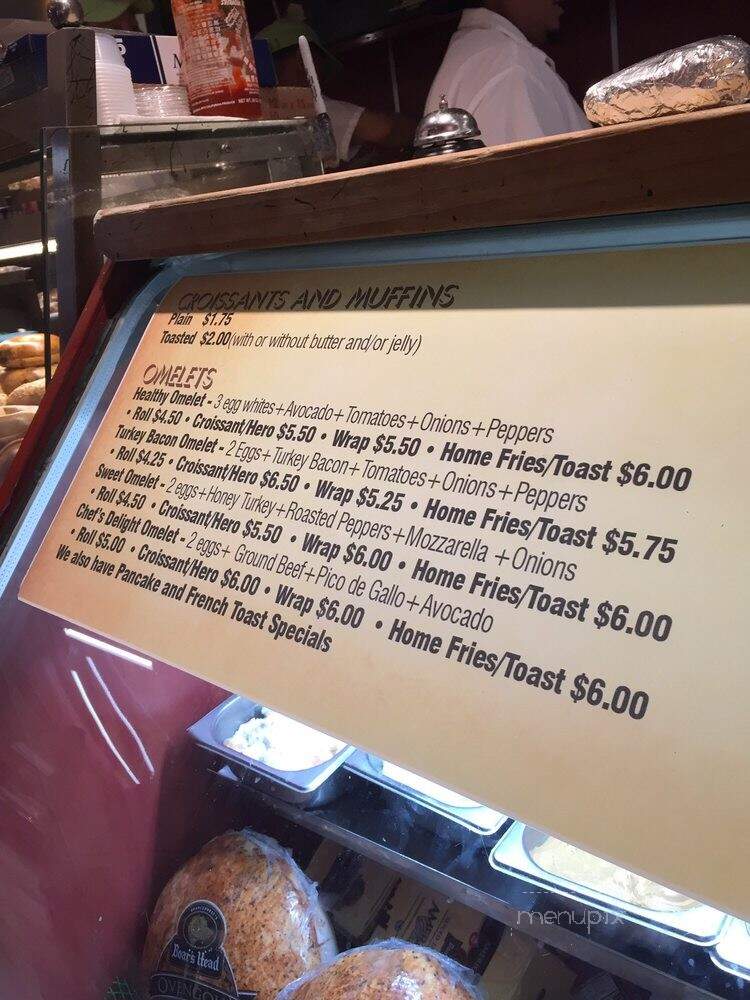 CROISSANTS AND MUFFINS
Plain $1.75
Toasted $2.00(with or without butter and/or jelly)
OMELETS
Healthy Omelet - 3 egg whites+Avocado+Tomatoes+Onions+Peppers
• Roll $4.50 • Croissant/Hero $5.50 • Wrap $5.50 • Home Fries/Toast $6.00
Turkey Bacon Omelet - 2 Eggs+Turkey Bacon+Tomatoes+Onions+Peppers
• Roll $4.25 • Croissant/Hero $6.50 • Wrap $5.25 • Home Fries/Toast $5.75
Sweet Omelet - 2 eggs+Honey Turkey+Roasted Peppers+Mozzarella +Onions
• Roll $4.50 • Croissant/Hero $5.50 • Wrap $6.00 • Home Fries/Toast $6.00
Chef's Delight Omelet - 2 eggs+ Ground Beef+Pico de Gallo+Avocado
• Roll $5.00 • Croissant/Hero $6.00 • Wrap $6.00 • Home Fries/Toast $6.00
We also have Pancake and French Toast Specials
Boar's Head
menupix